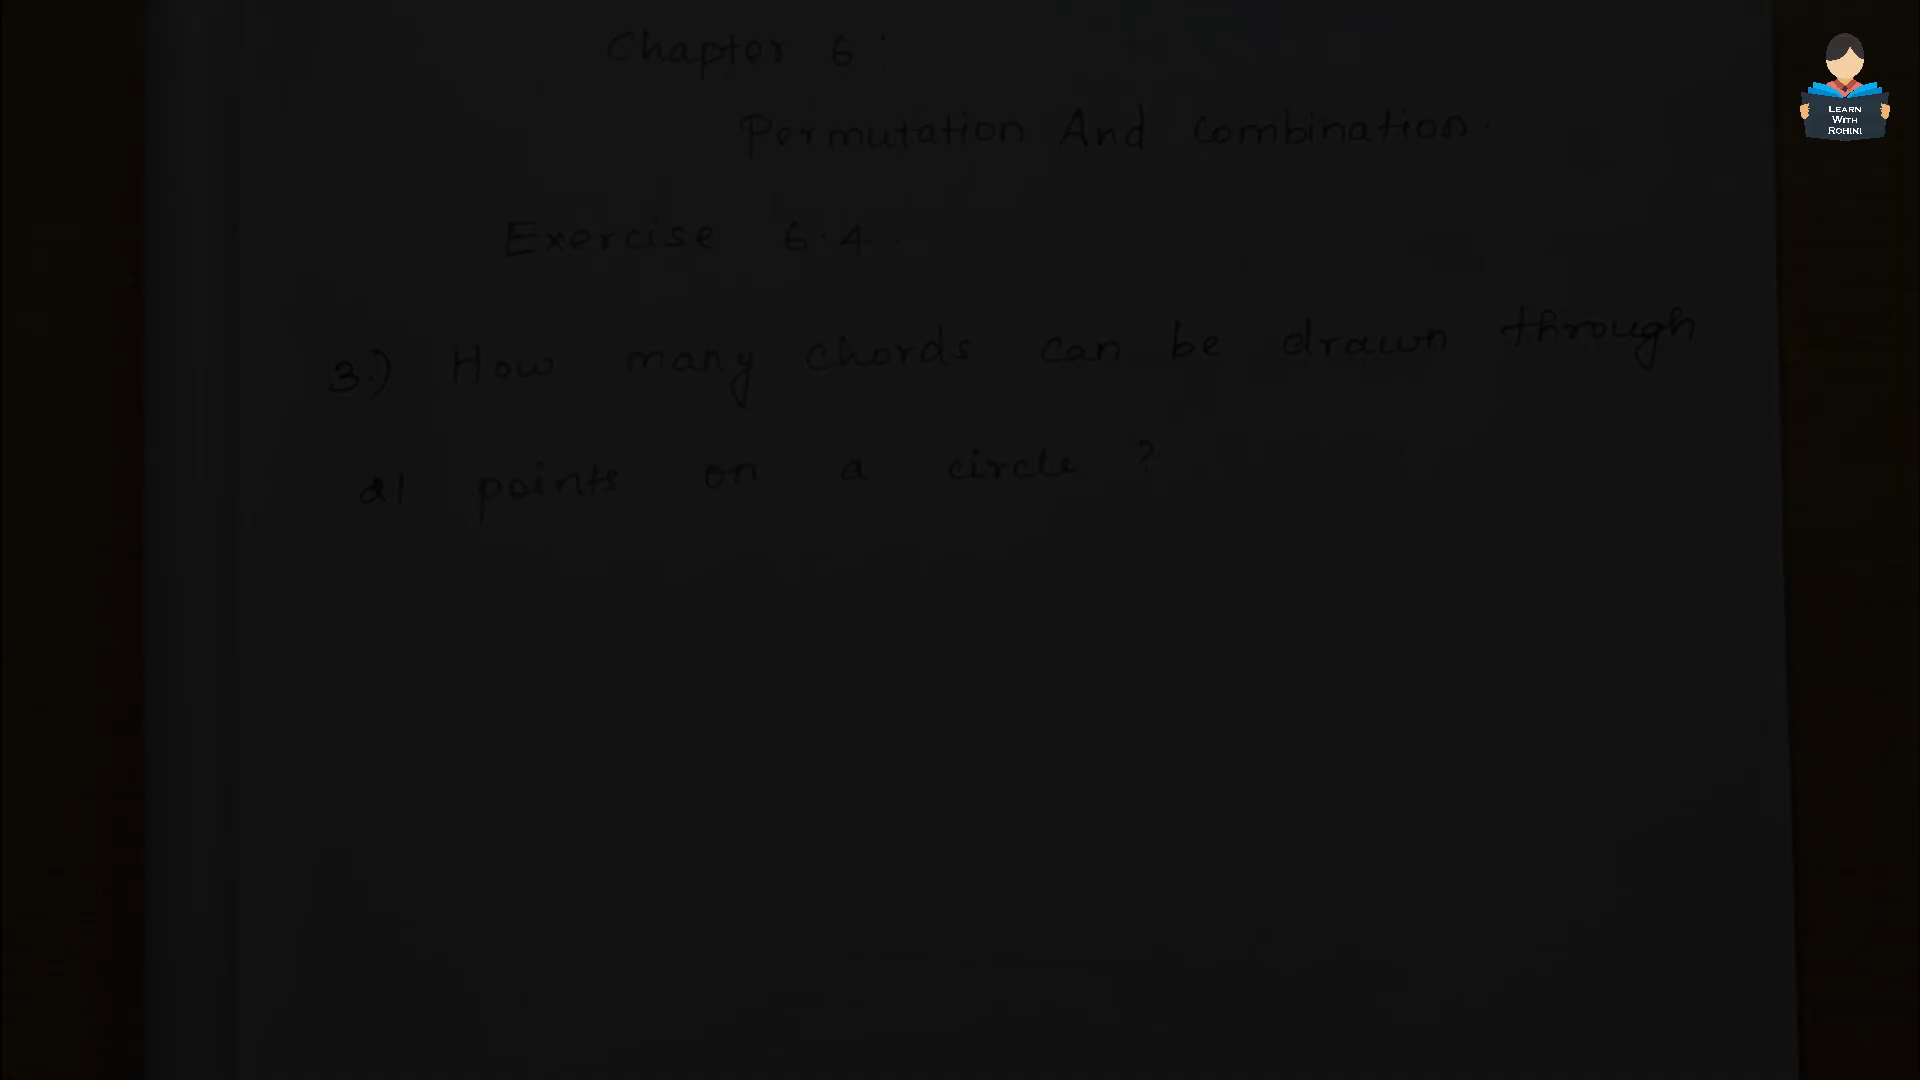 Chapter 6:
Permutation And Combination.
Exercise 6.4
3.) How many chords can be drawn through
21 points on a circle?
LEARN
WITH
ROHINI